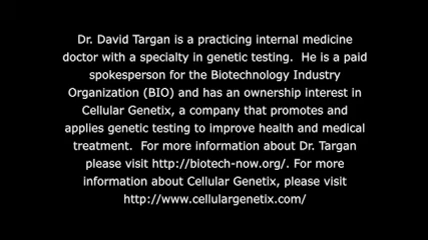 Dr. David Targan is a practicing internal medicine
doctor with a specialty in genetic testing.  He is a paid
spokesperson for the Biotechnology Industry
Organization (BIO) and has an ownership interest in
Cellular Genetix, a company that promotes and
applies genetic testing to improve health and medical
treatment.  For more information about Dr. Targan
please visit http://biotech-now.org/. For more
information about Cellular Genetix, please visit
http://www.cellulargenetix.com/